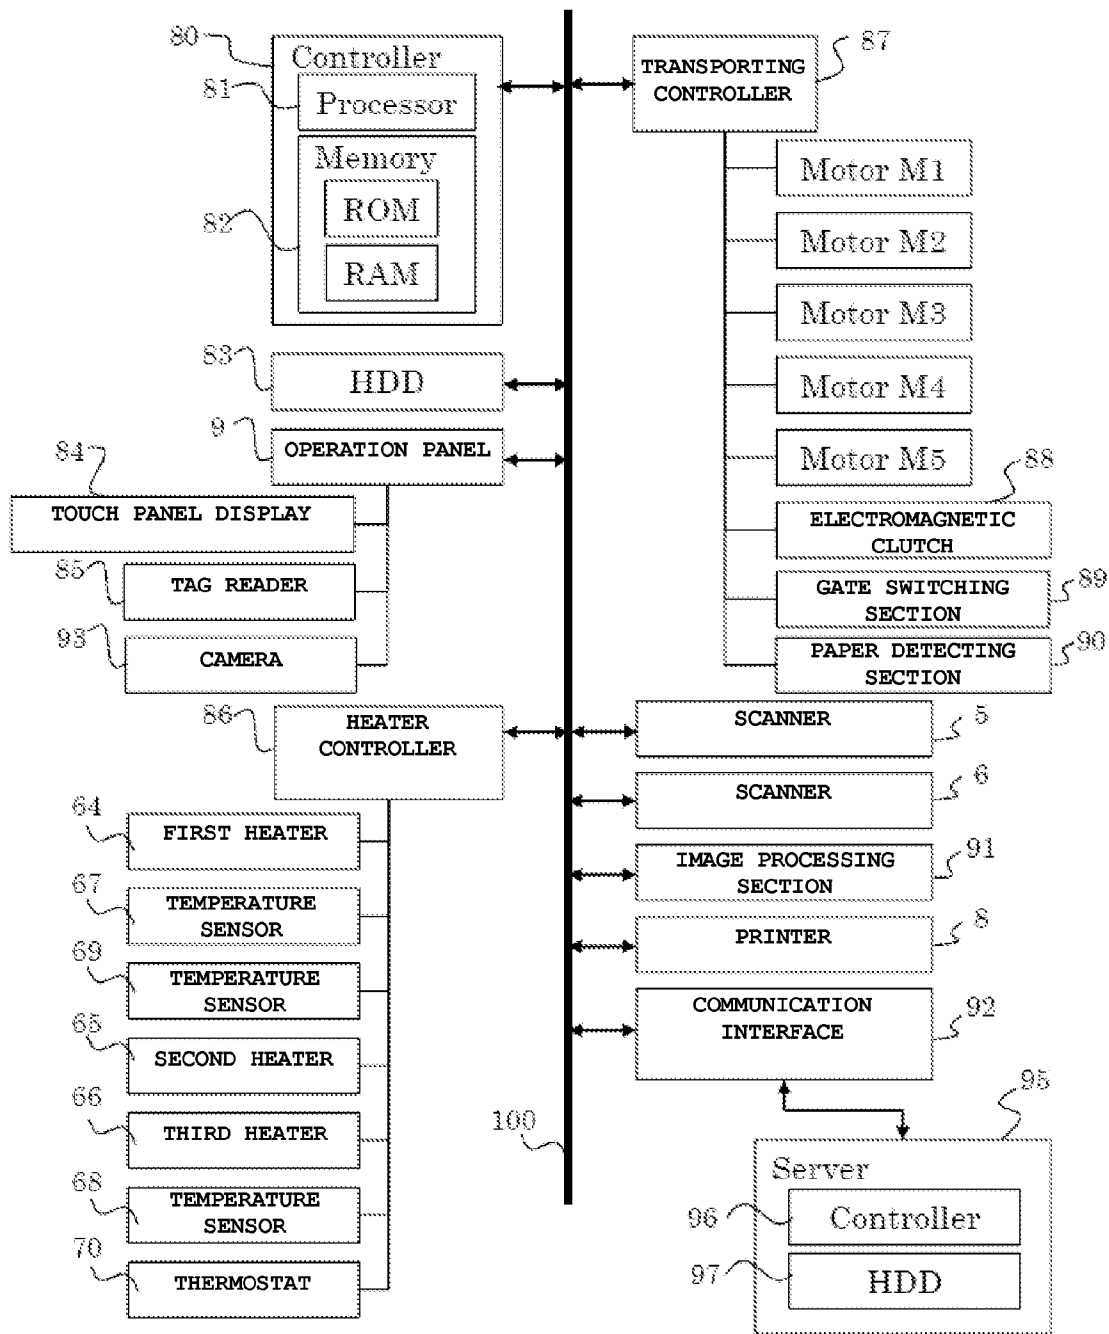 80
Controller
81
Processor
Memory
82
ROM
RAM
83
HDD
9
OPERATION PANEL
84
TOUCH PANEL DISPLAY
85
TAG READER
93
CAMERA
86
HEATER
CONTROLLER
64
FIRST HEATER
67
TEMPERATURE
SENSOR
69
TEMPERATURE
SENSOR
65
SECOND HEATER
66
THIRD HEATER
68
TEMPERATURE
SENSOR
70
THERMOSTAT
100
87
TRANSPORTING
CONTROLLER
Motor M1
Motor M2
Motor M3
Motor M4
Motor M5
88
ELECTROMAGNETIC
CLUTCH
89
GATE SWITCHING
SECTION
90
PAPER DETECTING
SECTION
5
SCANNER
6
SCANNER
91
IMAGE PROCESSING
SECTION
8
PRINTER
92
COMMUNICATION
INTERFACE
95
Server
96
Controller
97
HDD